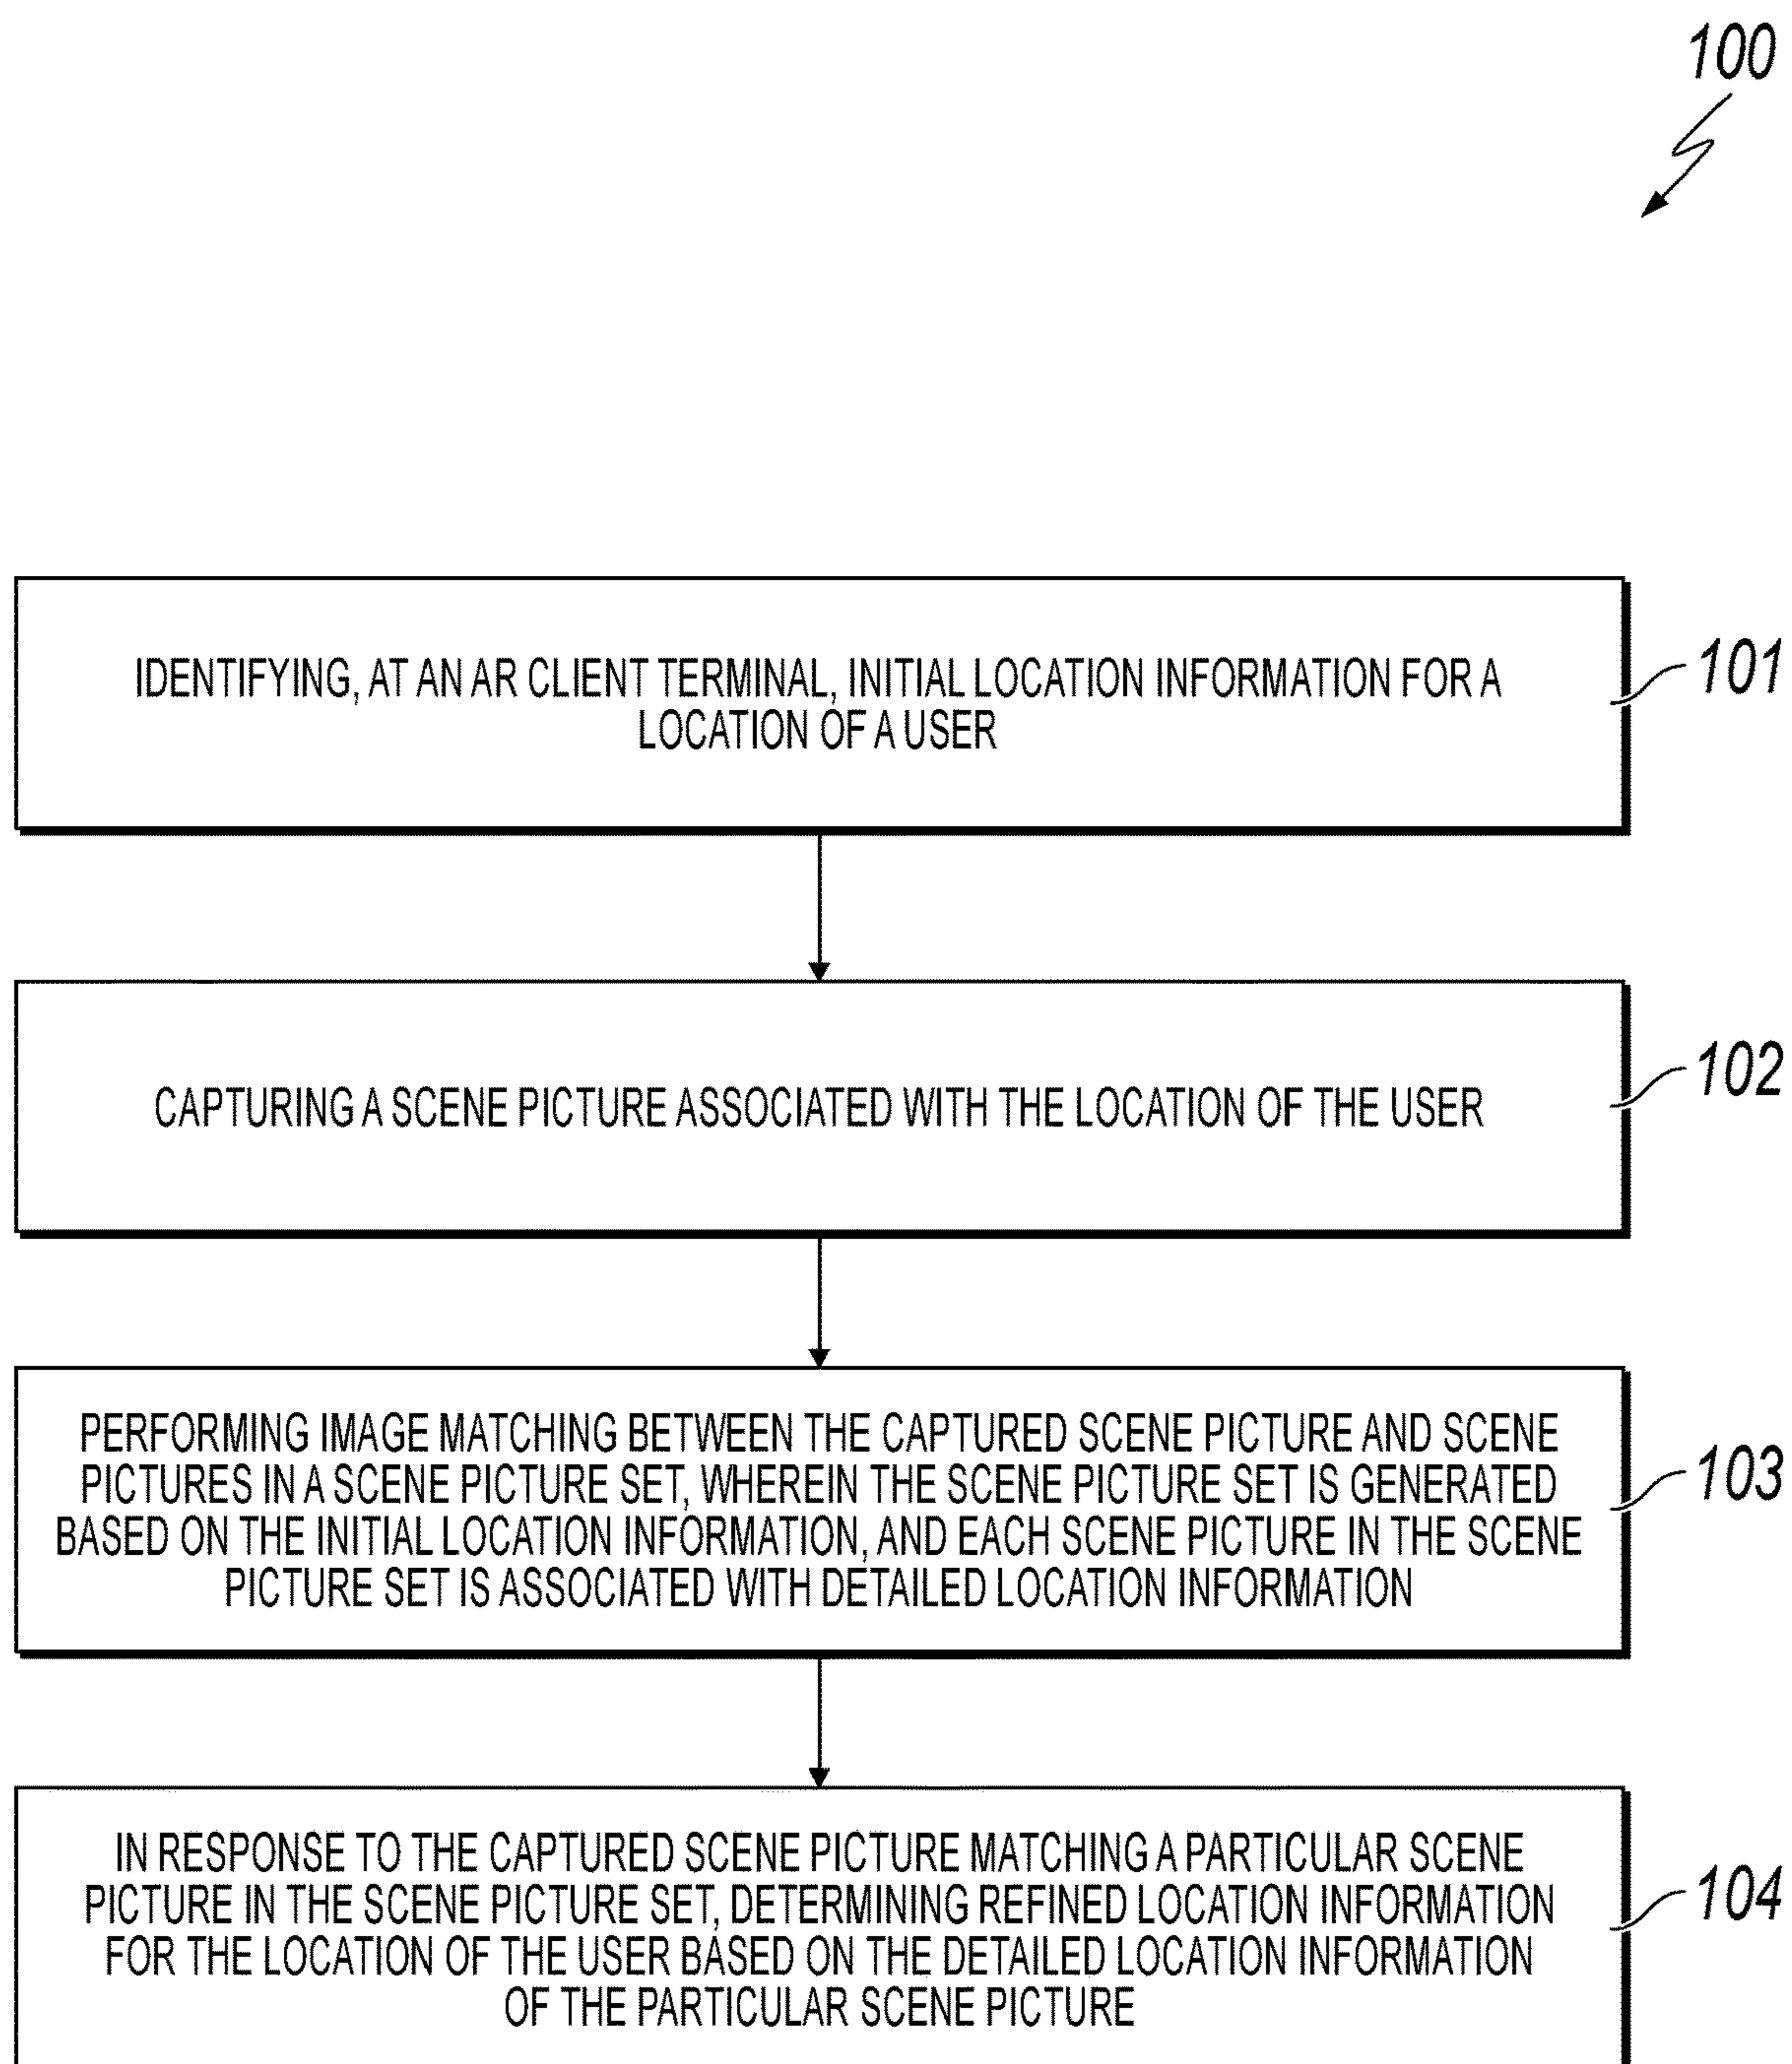 100
IDENTIFYING, AT AN AR CLIENT TERMINAL, INITIAL LOCATION INFORMATION FOR A
LOCATION OF A USER
101
CAPTURING A SCENE PICTURE ASSOCIATED WITH THE LOCATION OF THE USER
102
PERFORMING IMAGE MATCHING BETWEEN THE CAPTURED SCENE PICTURE AND SCENE
PICTURES IN A SCENE PICTURE SET, WHEREIN THE SCENE PICTURE SET IS GENERATED
BASED ON THE INITIAL LOCATION INFORMATION, AND EACH SCENE PICTURE IN THE SCENE
PICTURE SET IS ASSOCIATED WITH DETAILED LOCATION INFORMATION
103
IN RESPONSE TO THE CAPTURED SCENE PICTURE MATCHING A PARTICULAR SCENE
PICTURE IN THE SCENE PICTURE SET, DETERMINING REFINED LOCATION INFORMATION
FOR THE LOCATION OF THE USER BASED ON THE DETAILED LOCATION INFORMATION
OF THE PARTICULAR SCENE PICTURE
104